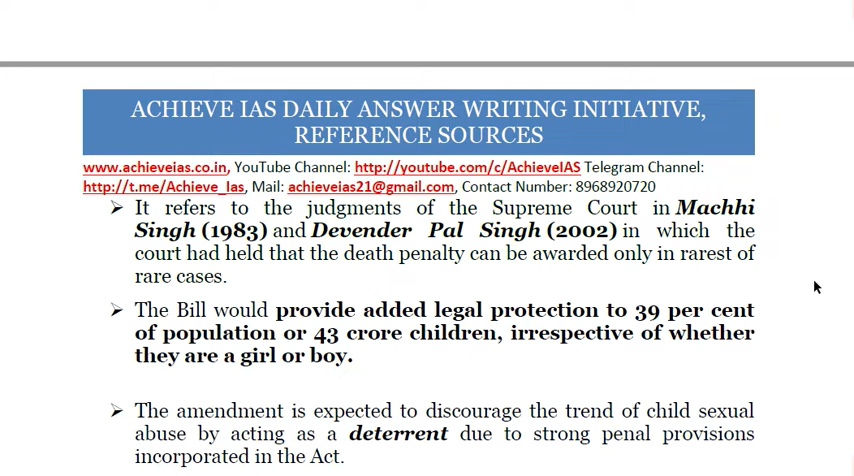 ACHIEVE IAS DAILY ANSWER WRITING INITIATIVE,
REFERENCE SOURCES
www.achieveias.co.in, YouTube Channel: http://youtube.com/c/AchieveIAS Telegram Channel:
http://t.me/Achieve_Ias, Mail: achieveias21@gmail.com, Contact Number: 8968920720
➢ It refers to the judgments of the Supreme Court in Machhi
Singh (1983) and Devender Pal Singh (2002) in which the
court had held that the death penalty can be awarded only in rarest of
rare cases.
➢ The Bill would provide added legal protection to 39 per cent
of population or 43 crore children, irrespective of whether
they are a girl or boy.
➢ The amendment is expected to discourage the trend of child sexual
abuse by acting as a deterrent due to strong penal provisions
incorporated in the Act.